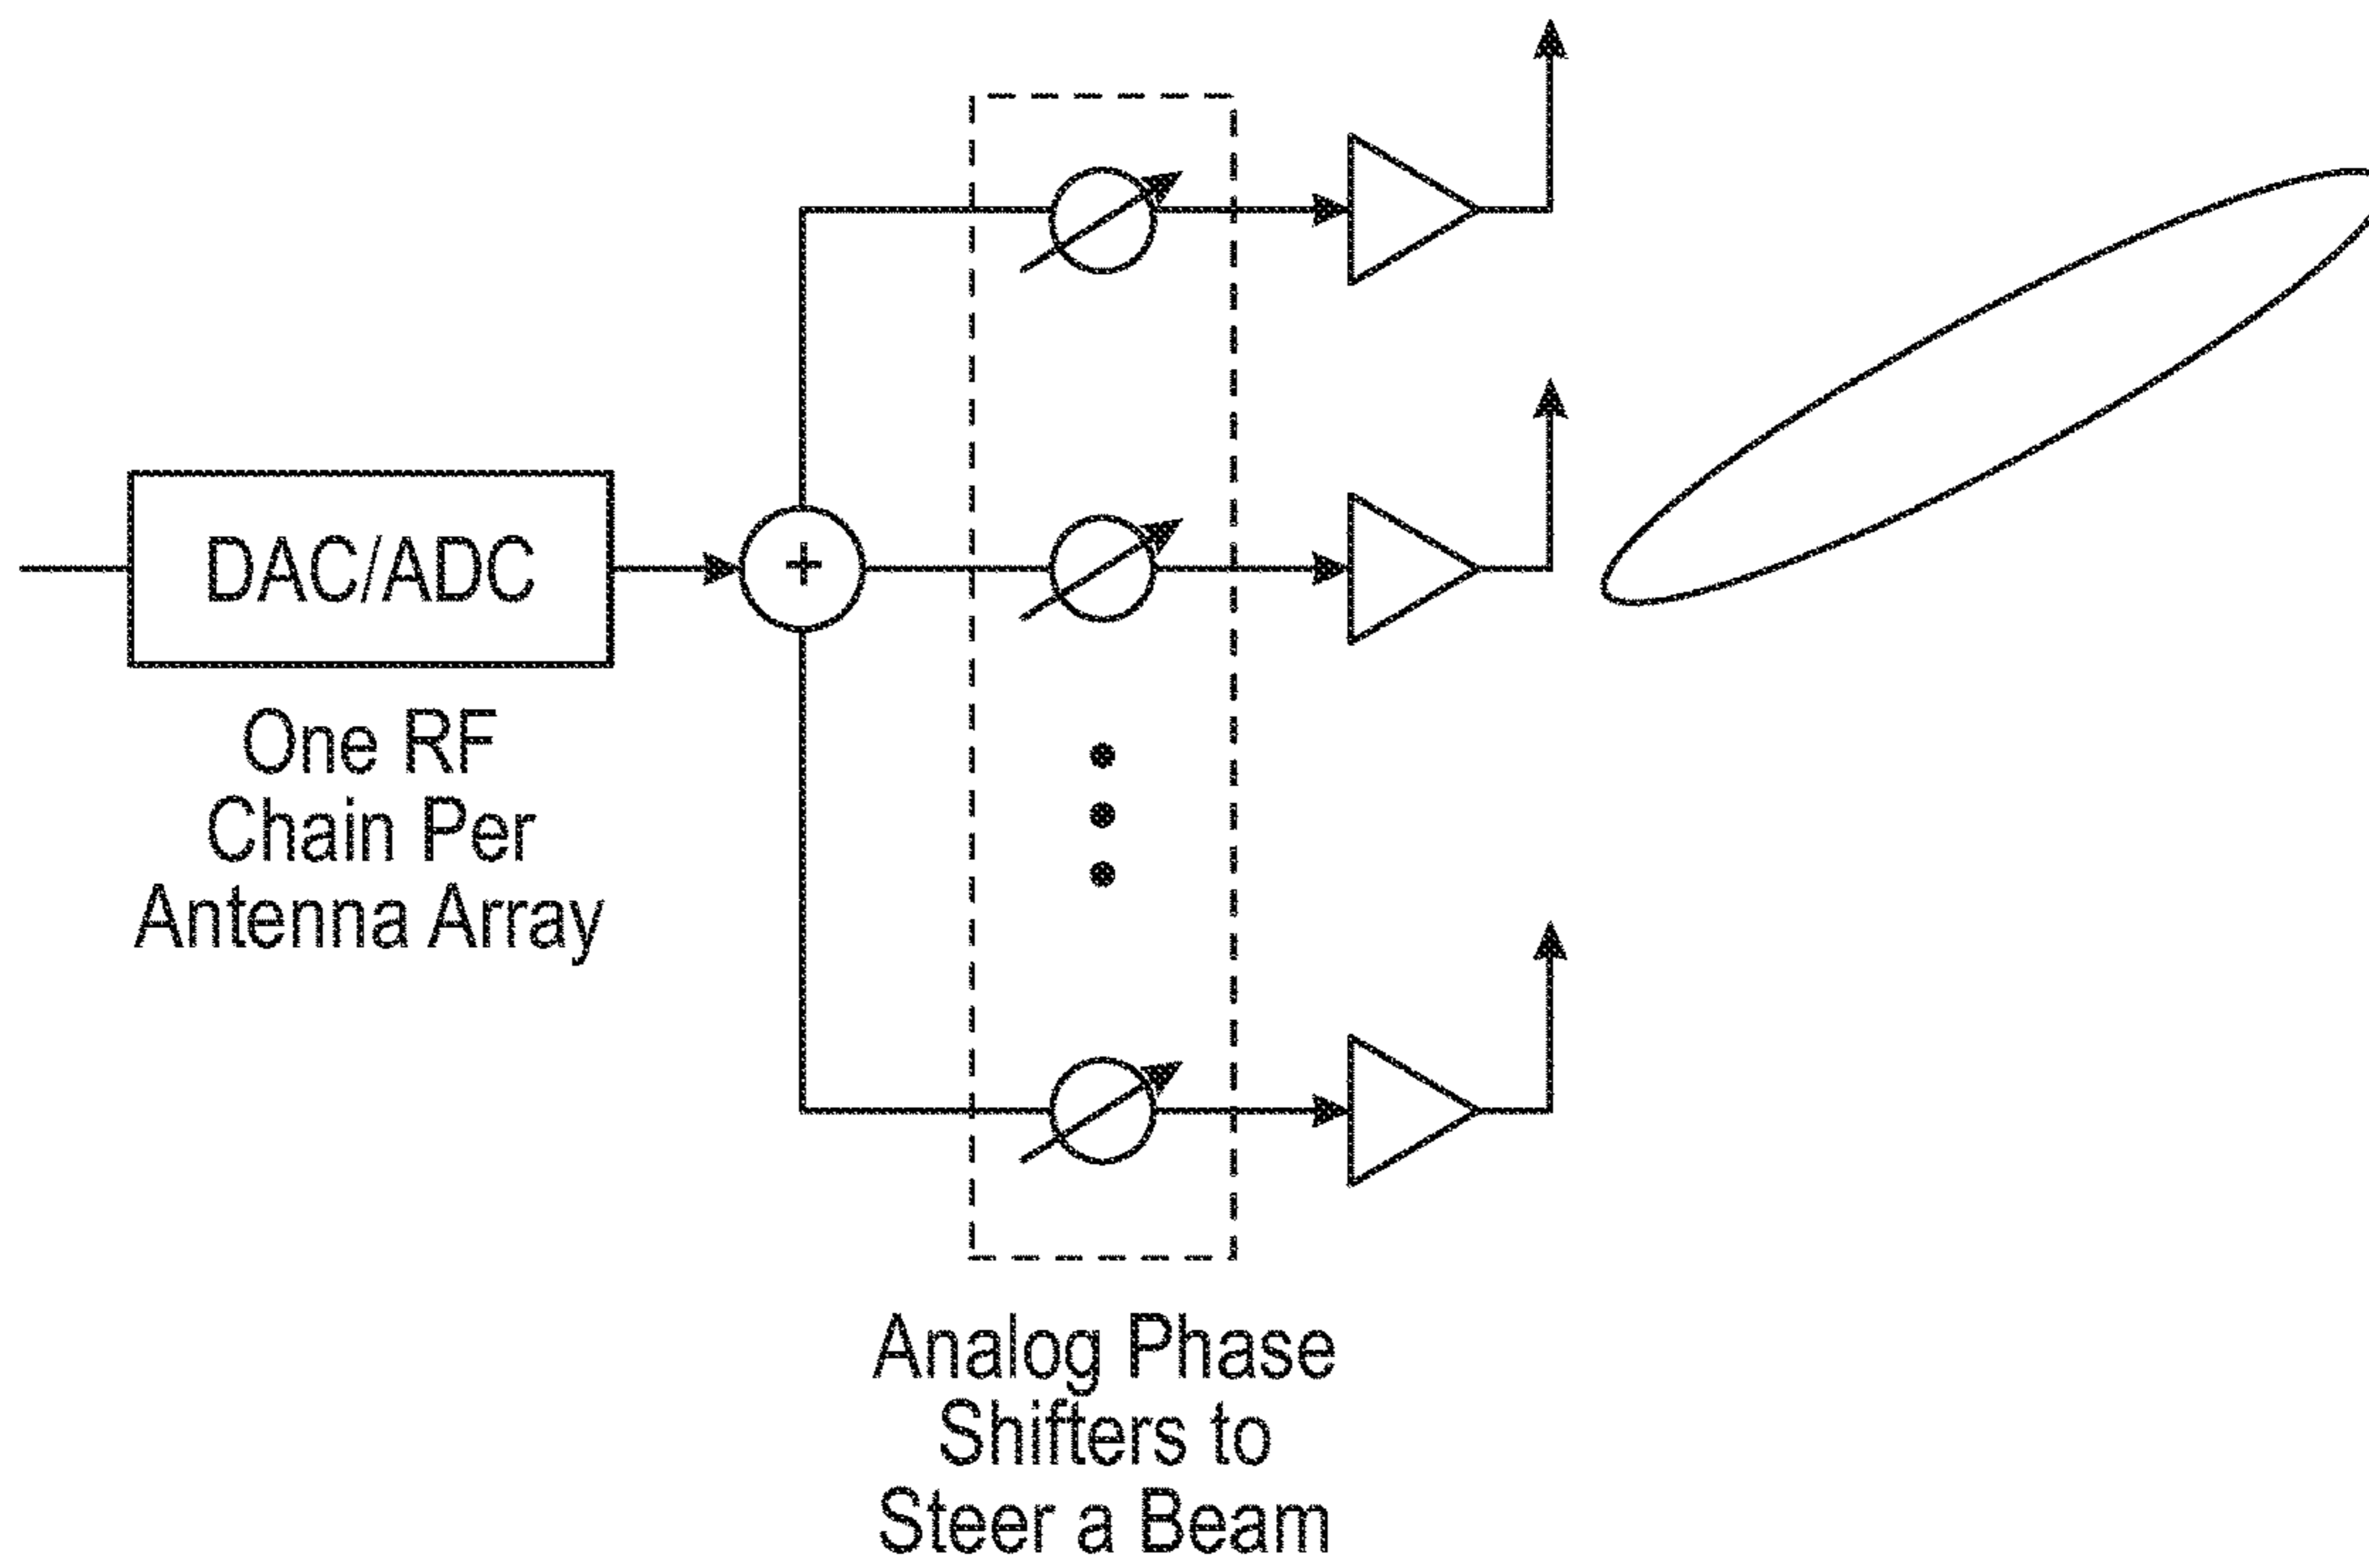 DAC/ADC
+
One RF
Chain Per
Antenna Array
Analog Phase
Shifters to
Steer a Beam